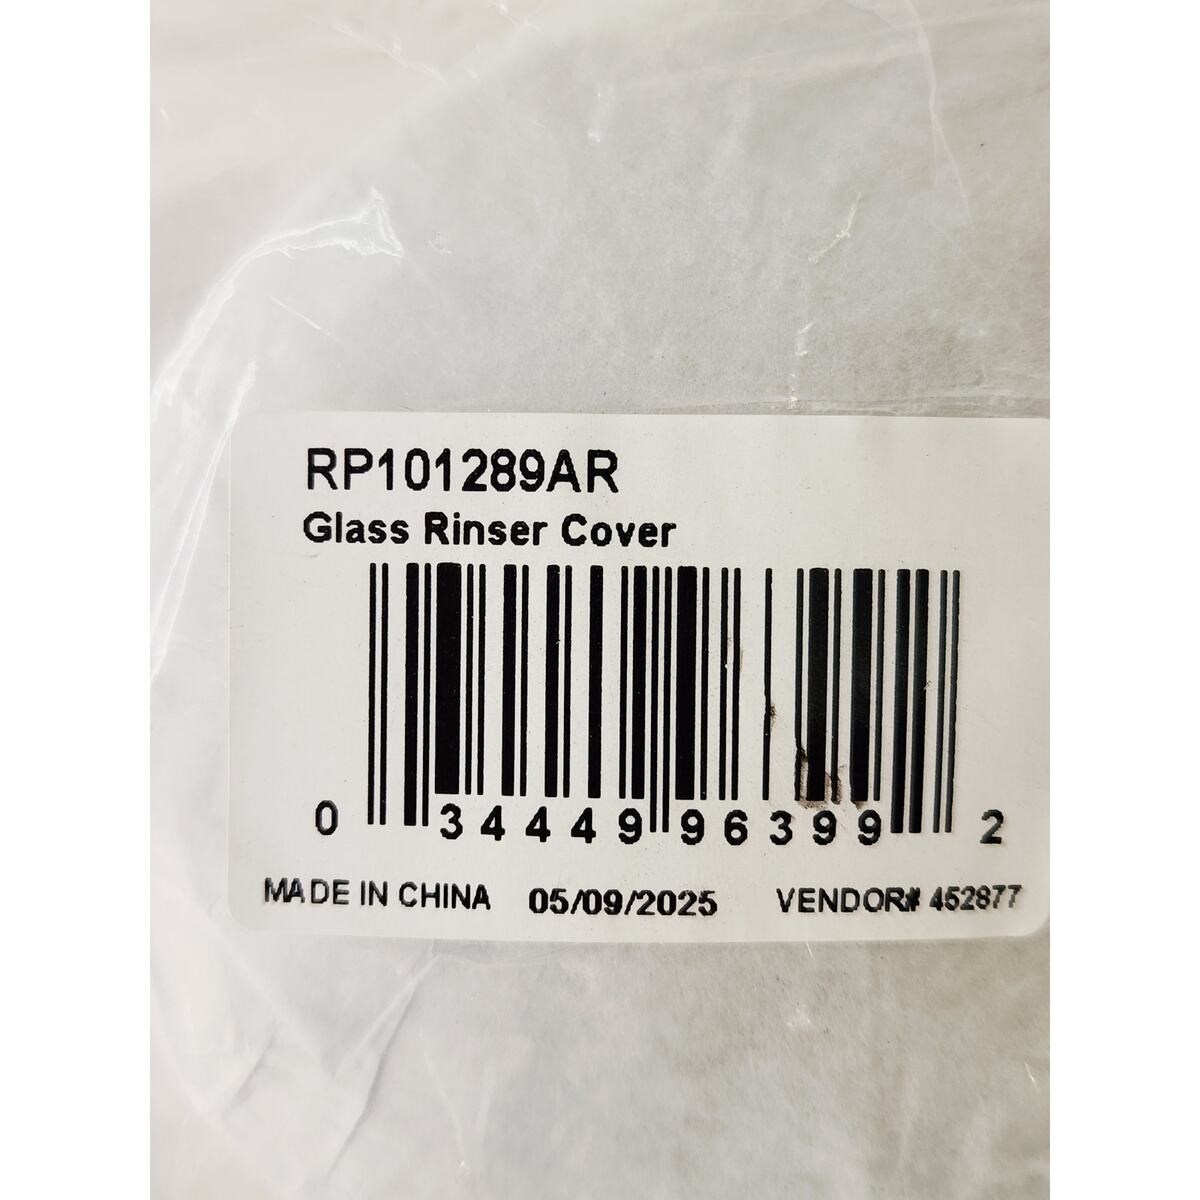 RP101289AR
Glass Rinser Cover
0 34449 96399 2
MADE IN CHINA 05/09/2025 VENDOR# 452877